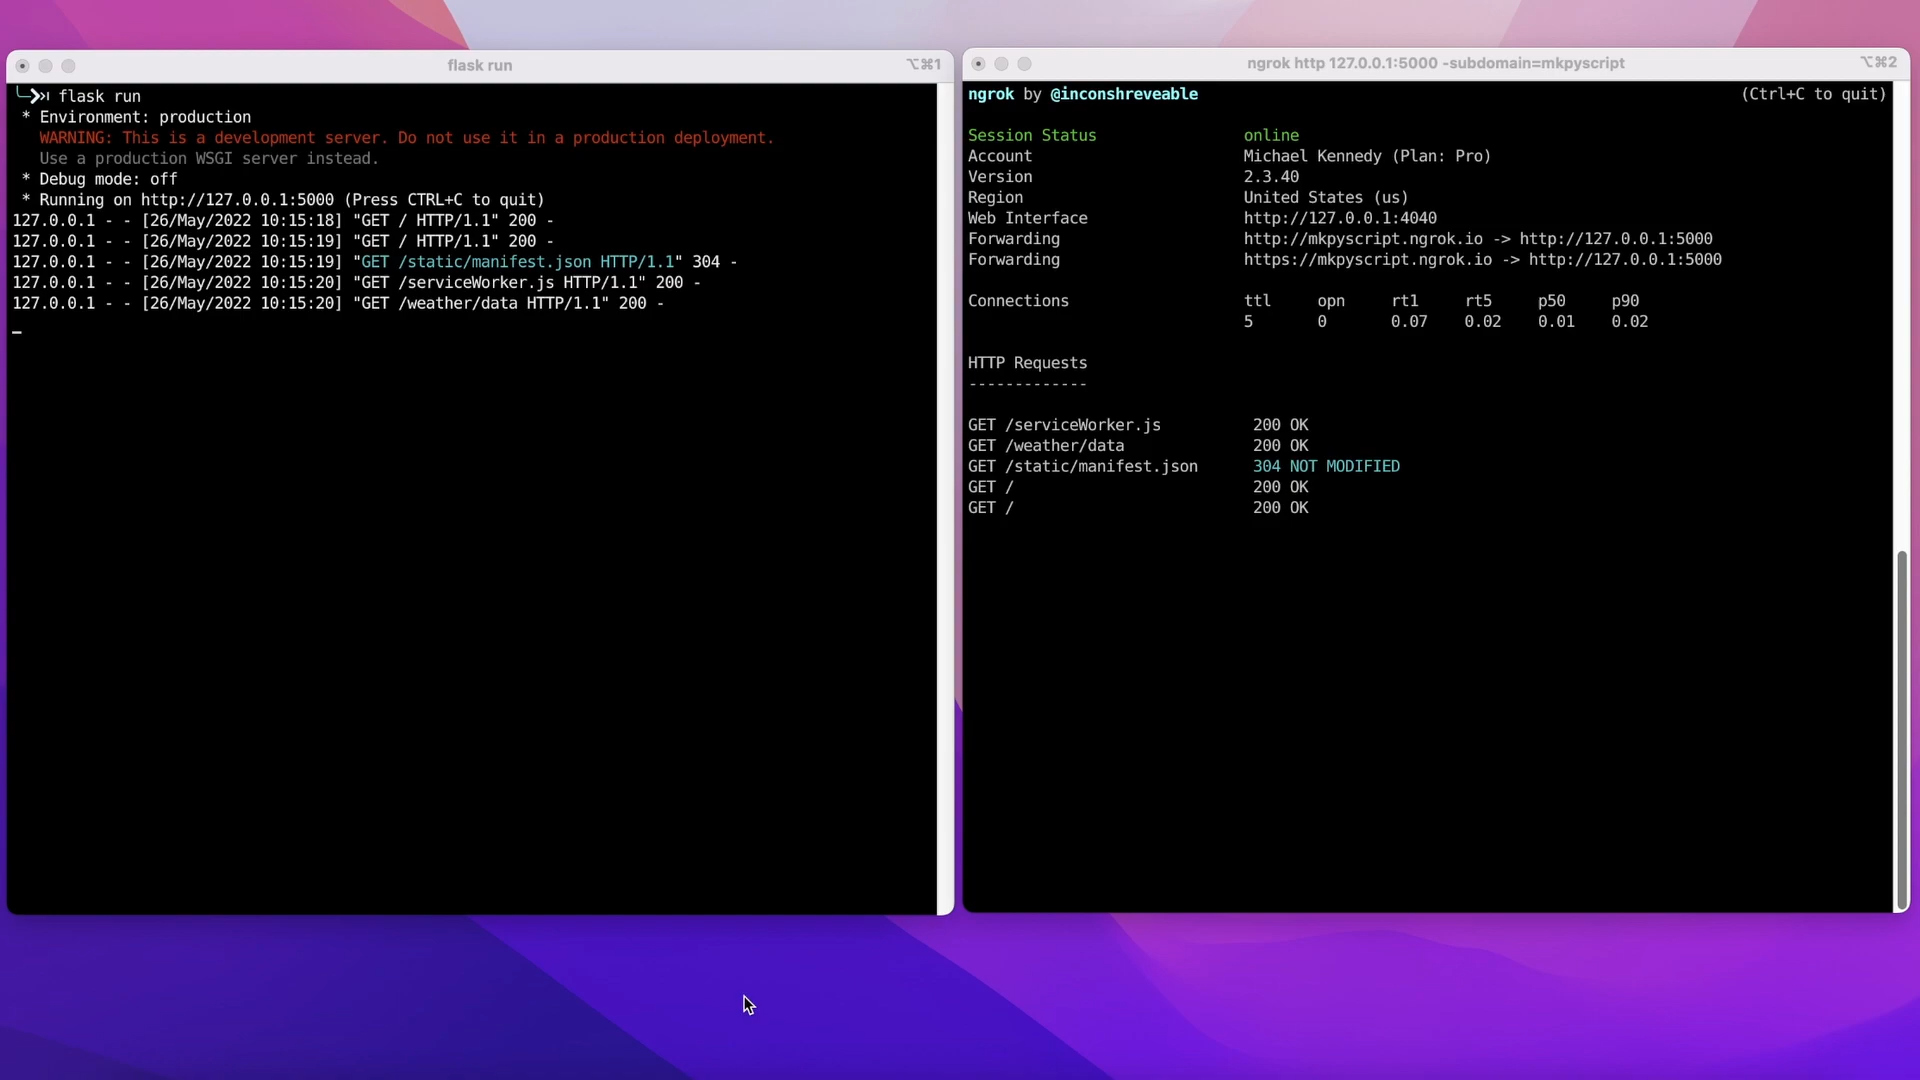 flask run ⌥⌘1
flask run
* Environment: production
WARNING: This is a development server. Do not use it in a production deployment.
Use a production WSGI server instead.
* Debug mode: off
* Running on http://127.0.0.1:5000 (Press CTRL+C to quit)
127.0.0.1 - - [26/May/2022 10:15:18] "GET / HTTP/1.1" 200 -
127.0.0.1 - - [26/May/2022 10:15:19] "GET / HTTP/1.1" 200 -
127.0.0.1 - - [26/May/2022 10:15:19] "GET /static/manifest.json HTTP/1.1" 304 -
127.0.0.1 - - [26/May/2022 10:15:20] "GET /serviceWorker.js HTTP/1.1" 200 -
127.0.0.1 - - [26/May/2022 10:15:20] "GET /weather/data HTTP/1.1" 200 -
ngrok http 127.0.0.1:5000 -subdomain=mkpyscript ⌥⌘2
ngrok by @inconshreveable (Ctrl+C to quit)
Session Status online
Account Michael Kennedy (Plan: Pro)
Version 2.3.40
Region United States (us)
Web Interface http://127.0.0.1:4040
Forwarding http://mkpyscript.ngrok.io -> http://127.0.0.1:5000
Forwarding https://mkpyscript.ngrok.io -> http://127.0.0.1:5000
Connections ttl opn rt1 rt5 p50 p90
5 0 0.07 0.02 0.01 0.02
HTTP Requests
-------------
GET /serviceWorker.js 200 OK
GET /weather/data 200 OK
GET /static/manifest.json 304 NOT MODIFIED
GET / 200 OK
GET / 200 OK